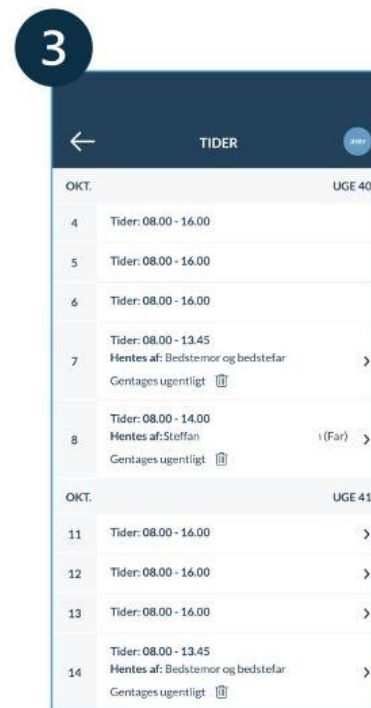 3
TIDER
OKT. UGE 40
4 Tider: 08.00 - 16.00
5 Tider: 08.00 - 16.00
6 Tider: 08.00 - 16.00
Tider: 08.00 - 13.45
7 Hentes af: Bedstemor og bedstefar
Gentages ugentligt
Tider: 08.00 - 14.00
8 Hentes af:Steffan (Far)
Gentages ugentligt
OKT. UGE 41
11 Tider: 08.00 - 16.00
12 Tider: 08.00 - 16.00
13 Tider: 08.00 - 16.00
Tider: 08.00 - 13.45
14 Hentes af: Bedstemor og bedstefar
Gentages ugentligt